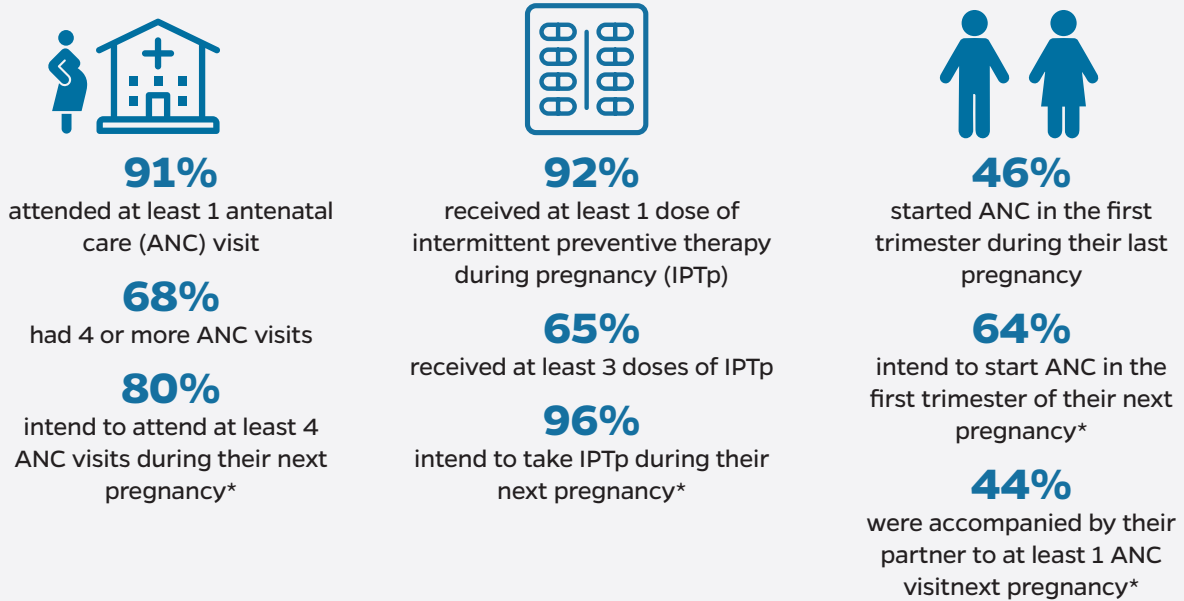 91%
attended at least 1 antenatal
care (ANC) visit
68%
had 4 or more ANC visits
80%
intend to attend at least 4
ANC visits during their next
pregnancy*
92%
received at least 1 dose of
intermittent preventive therapy
during pregnancy (IPTp)
65%
received at least 3 doses of IPTp
96%
intend to take IPTp during their
next pregnancy*
46%
started ANC in the first
trimester during their last
pregnancy
64%
intend to start ANC in the
first trimester of their next
pregnancy*
44%
were accompanied by their
partner to at least 1 ANC
visitnext pregnancy*